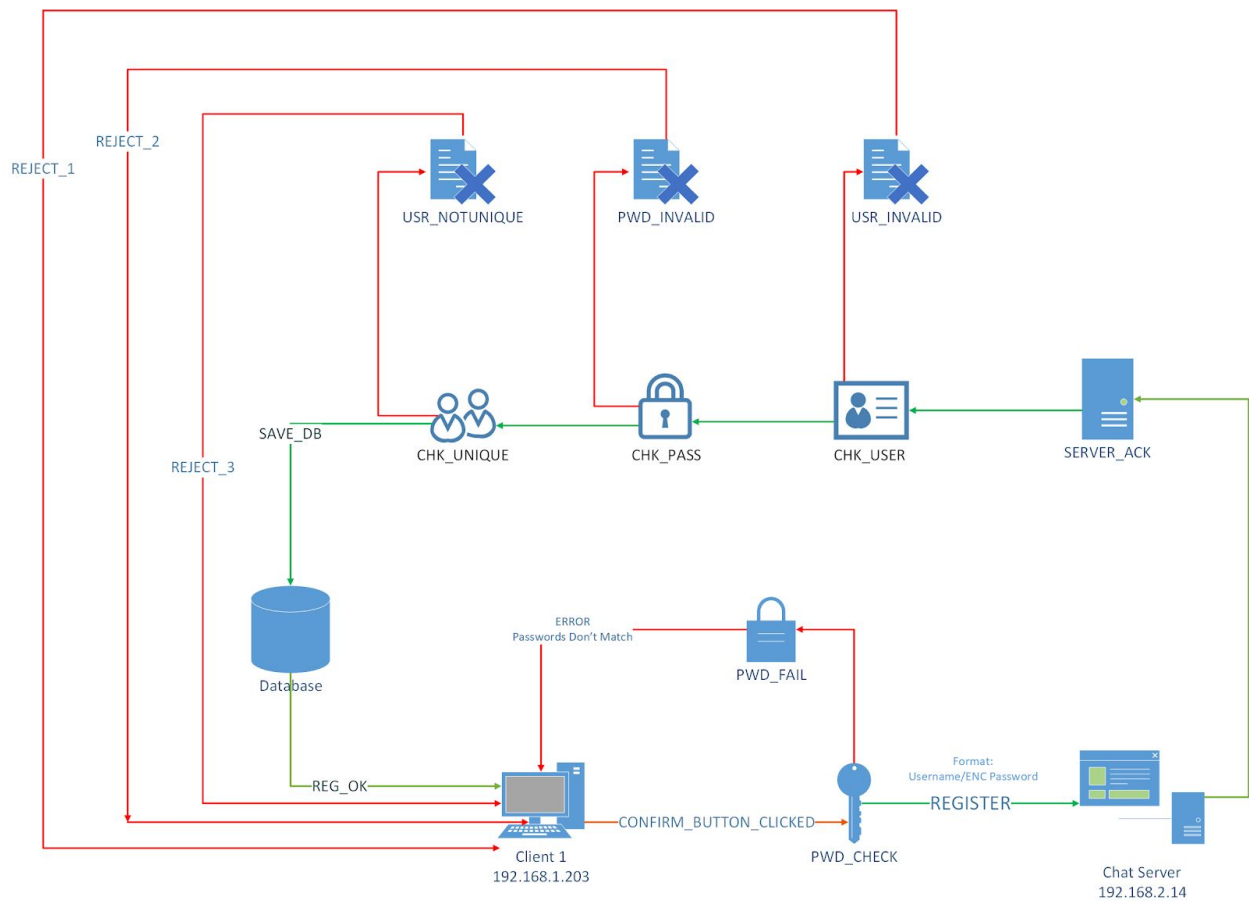 REJECT_2
REJECT_1
USR_NOTUNIQUE
PWD_INVALID
USR_INVALID
SAVE_DB
CHK_UNIQUE
CHK_PASS
CHK_USER
SERVER_ACK
REJECT_3
ERROR
Passwords Don't Match
PWD_FAIL
Database
Format:
Username/ENC Password
REG_OK
REGISTER
CONFIRM_BUTTON_CLICKED
Client 1
192.168.1.203
PWD_CHECK
Chat Server
192.168.2.14